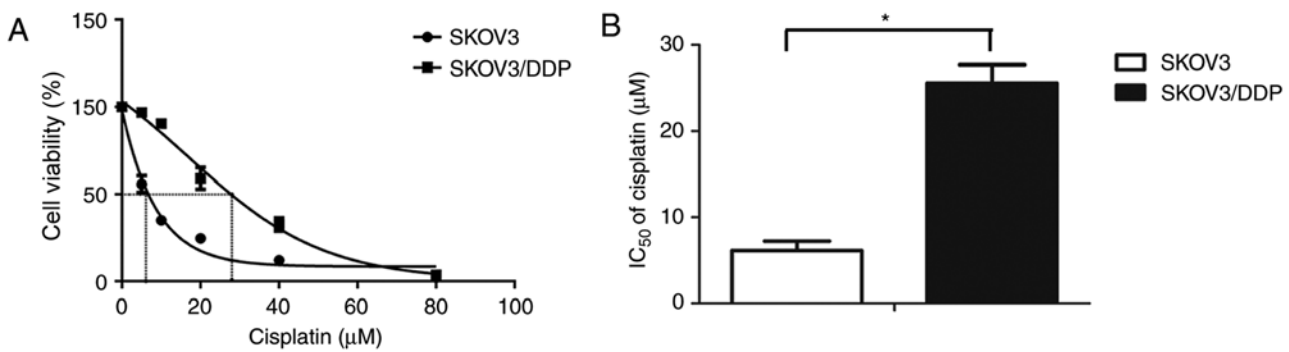 A
Cell viability (%)
150
150
50
0
0
20
40
60
80
100
Cisplatin (μM)
SKOV3
SKOV3/DDP
B
IC50 of cisplatin (μM)
30
20
10
0
*
SKOV3
SKOV3/DDP